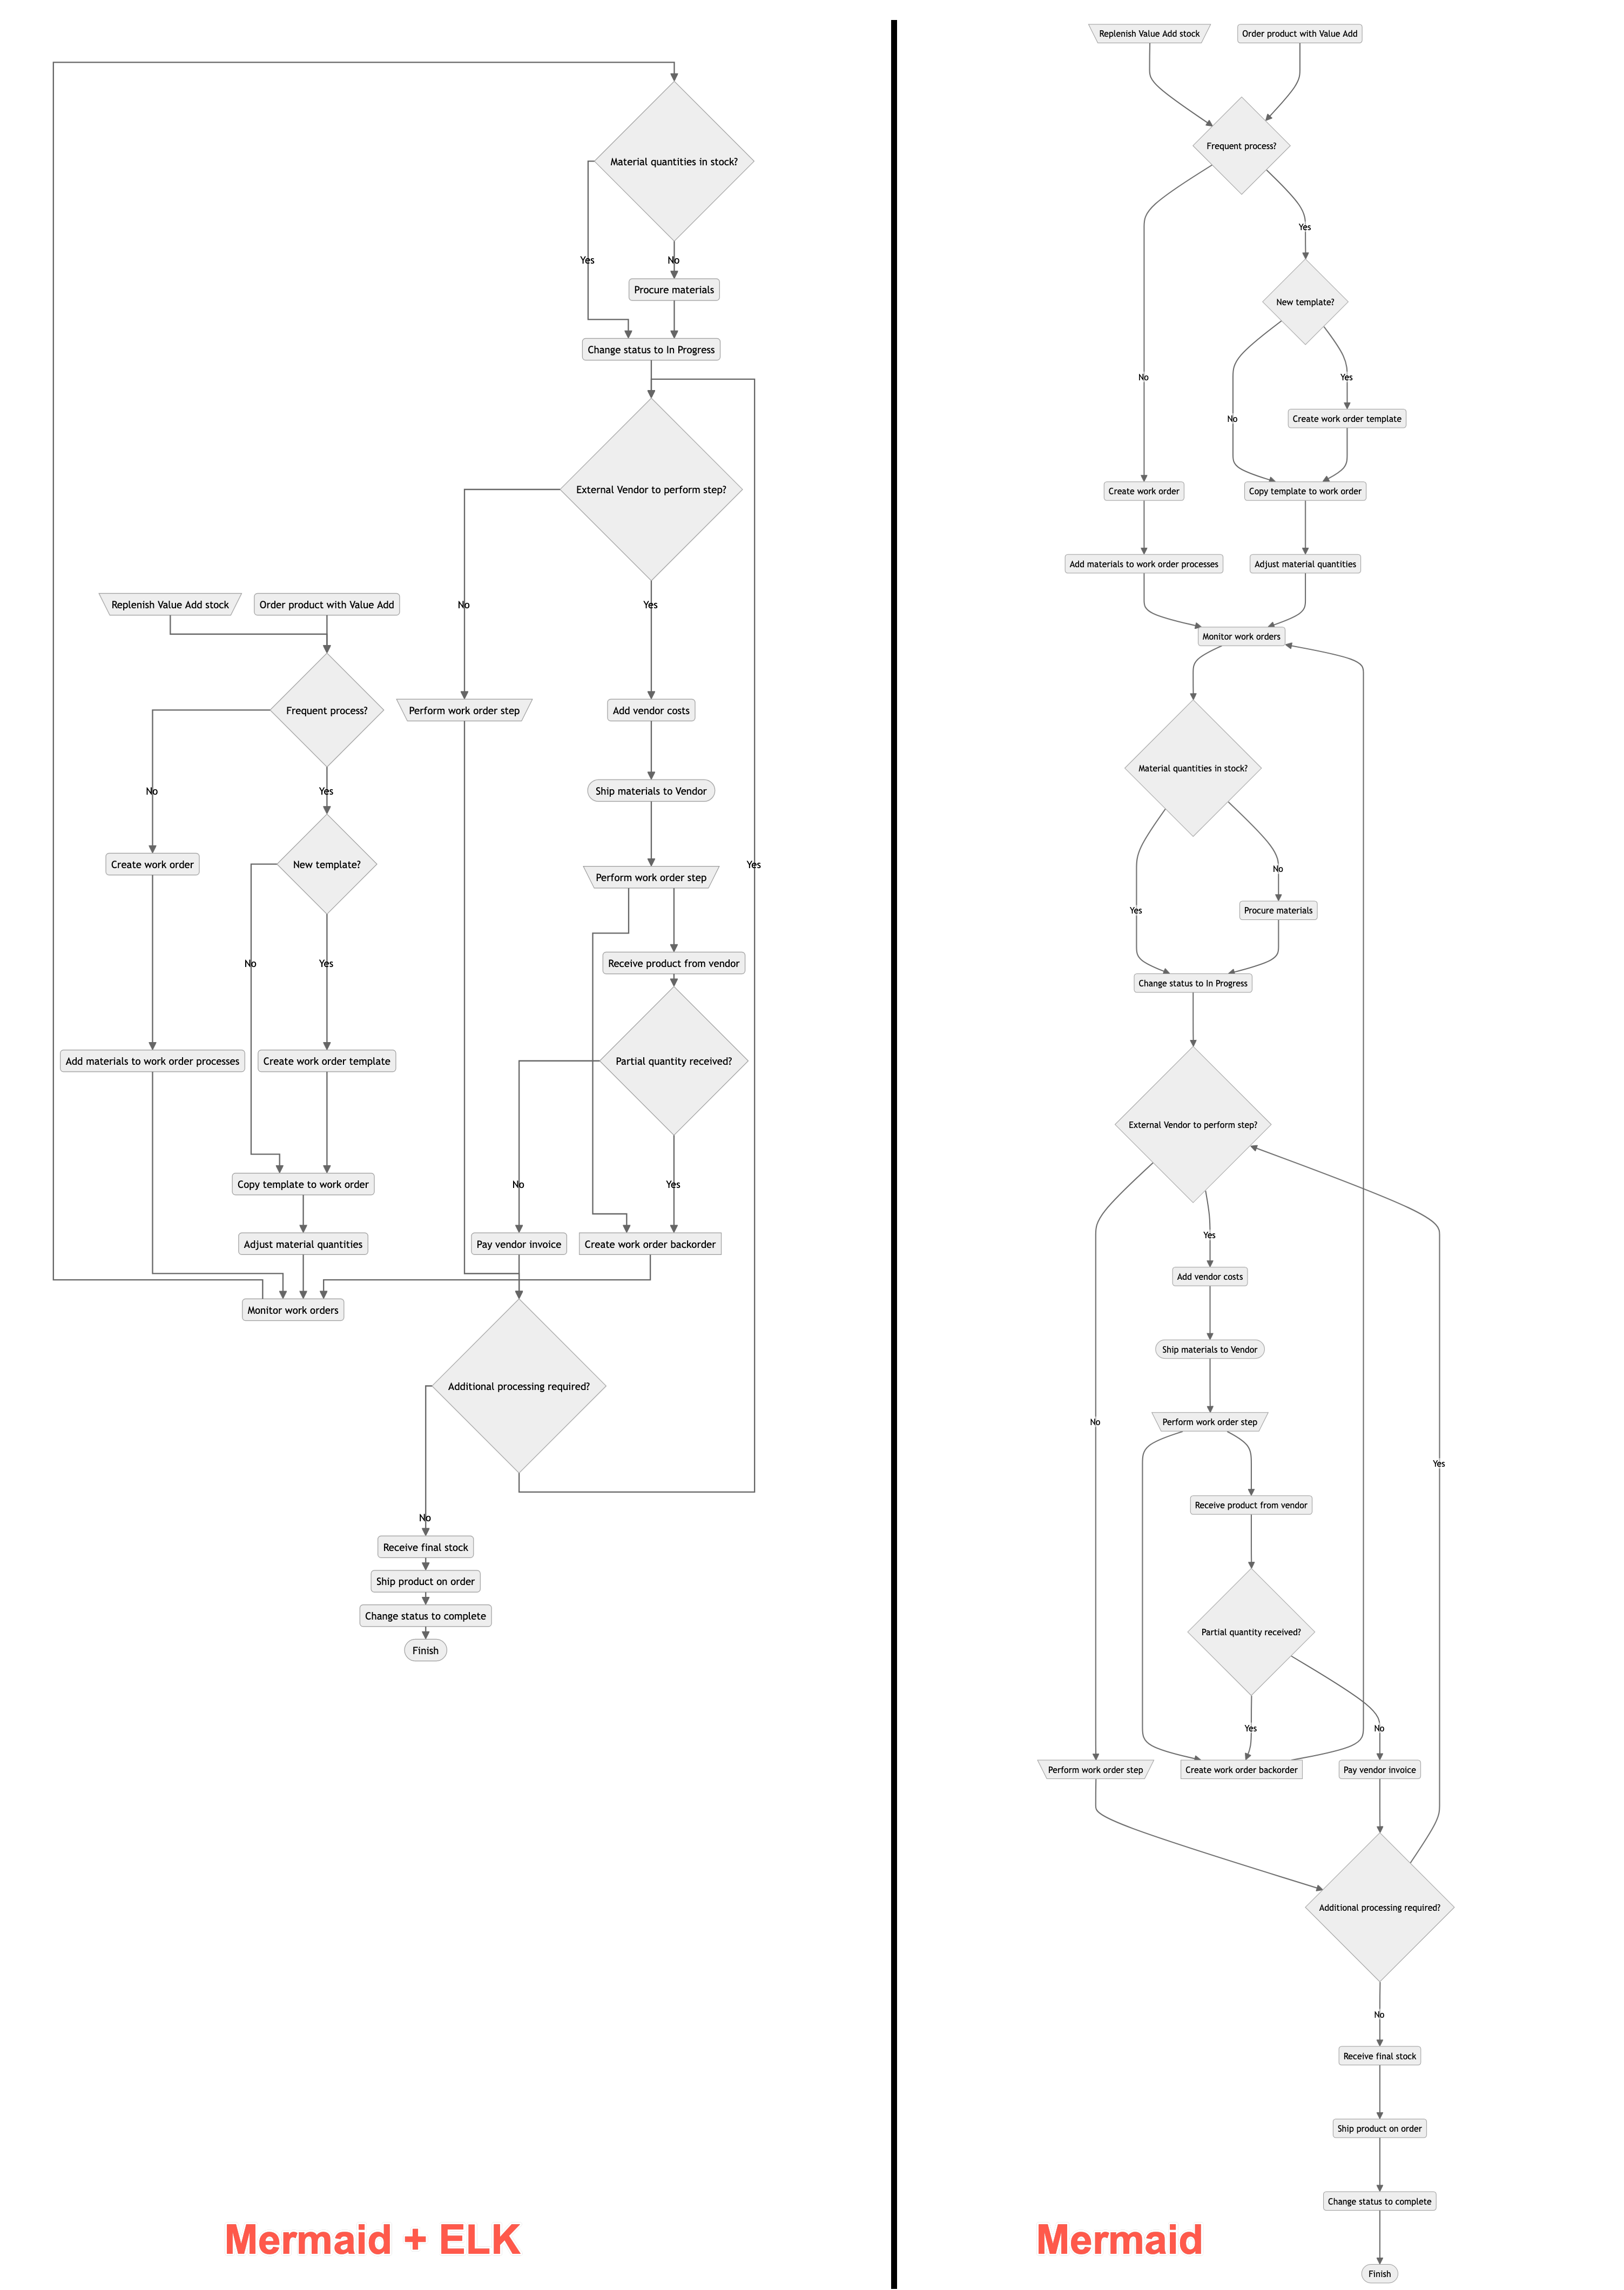 Material quantities in stock?
Yes
No
Procure materials
Change status to In Progress
External Vendor to perform step?
No
Yes
Replenish Value Add stock
Order product with Value Add
Frequent process?
Perform work order step
Add vendor costs
No
Yes
Ship materials to Vendor
Create work order
New template?
Yes
Perform work order step
No
Yes
Receive product from vendor
Add materials to work order processes
Create work order template
Partial quantity received?
Copy template to work order
No
Yes
Adjust material quantities
Pay vendor invoice
Create work order backorder
Monitor work orders
Additional processing required?
No
Receive final stock
Ship product on order
Change status to complete
Finish
Mermaid + ELK
Replenish Value Add stock
Order product with Value Add
Frequent process?
Yes
New template?
No
Yes
No
Create work order template
Create work order
Copy template to work order
Add materials to work order processes
Adjust material quantities
Monitor work orders
Material quantities in stock?
No
Yes
Procure materials
Change status to In Progress
External Vendor to perform step?
Yes
Add vendor costs
Ship materials to Vendor
No
Perform work order step
Yes
Receive product from vendor
Partial quantity received?
Yes
No
Perform work order step
Create work order backorder
Pay vendor invoice
Additional processing required?
No
Receive final stock
Ship product on order
Change status to complete
Finish
Mermaid